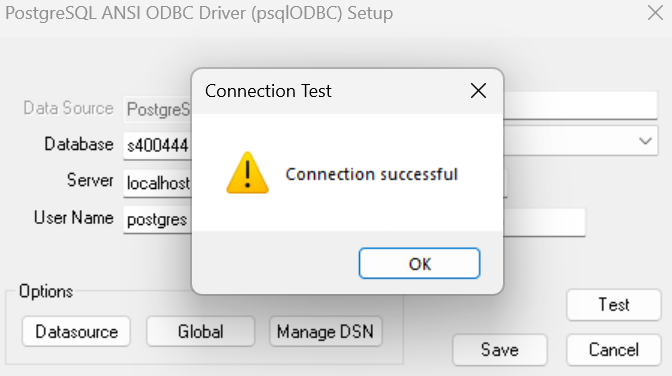 PostgreSQL ANSI ODBC Driver (psqlODBC) Setup
Connection Test
Data Source PostgreS
Database s400444
Connection successful
Server localhost
User Name postgres
OK
Options
Datasource Global Manage DSN
Test
Save Cancel